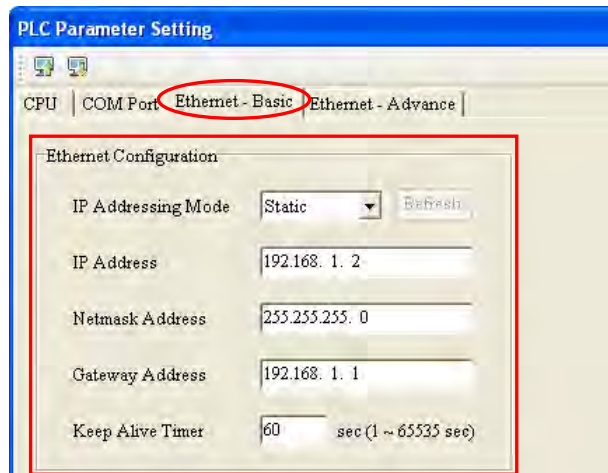 PLC Parameter Setting
CPU COM Port Ethernet - Basic Ethernet - Advance
Ethernet Configuration
IP Addressing Mode Static Refresh
IP Address 192.168. 1. 2
Netmask Address 255.255.255. 0
Gateway Address 192.168. 1. 1
Keep Alive Timer 60 sec (1 ~ 65535 sec)